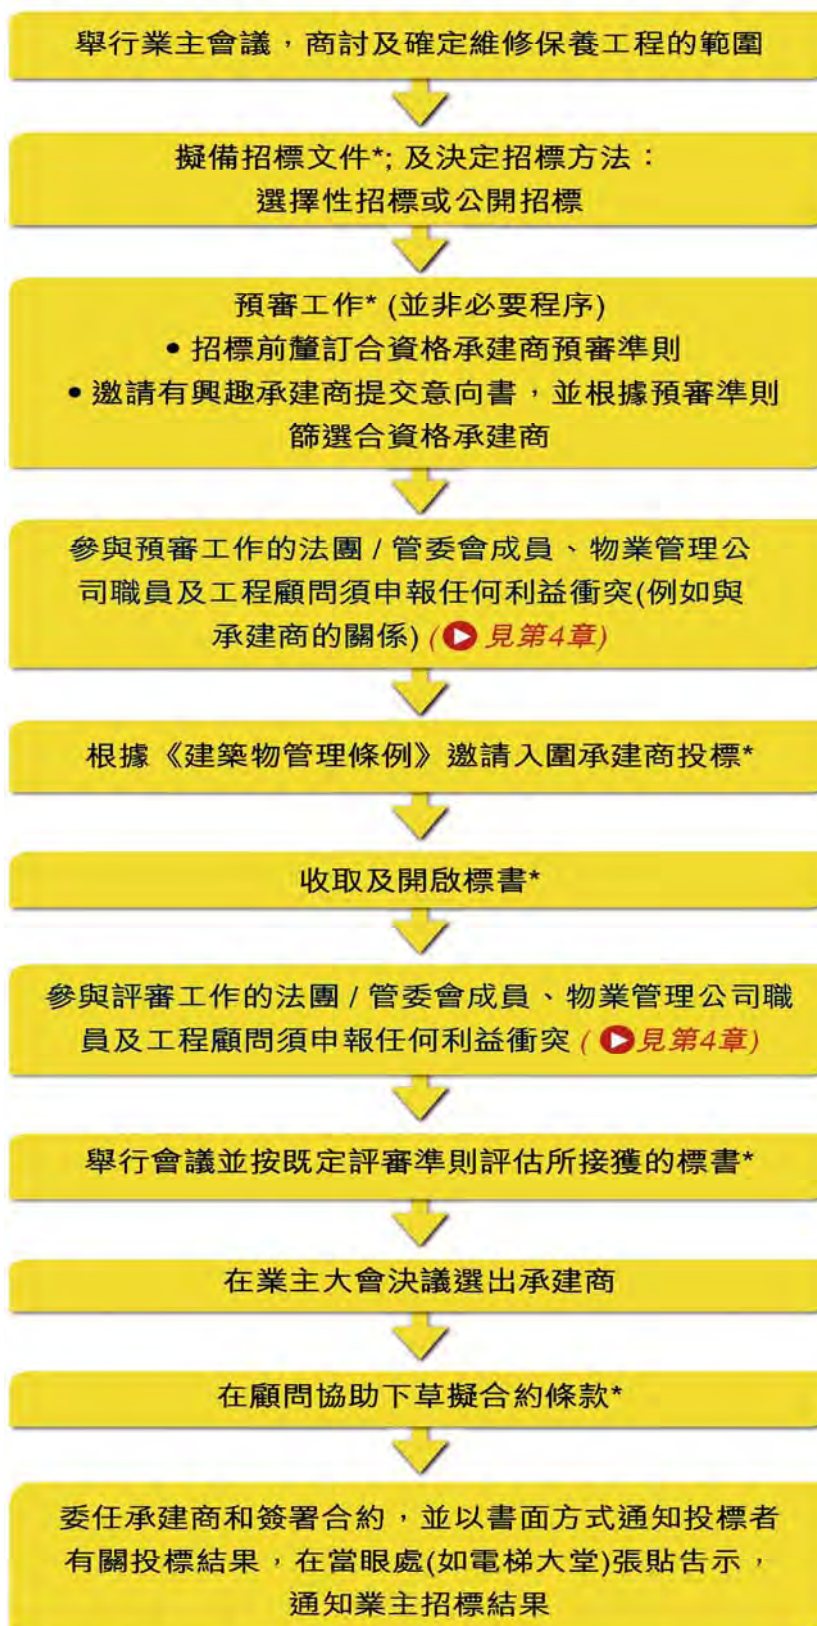 舉行業主會議，商討及確定維修保養工程的範圍
擬備招標文件*; 及決定招標方法：
選擇性招標或公開招標
預審工作* (並非必要程序)
• 招標前釐訂合資格承建商預審準則
• 邀請有興趣承建商提交意向書，並根據預審準則
篩選合資格承建商
參與預審工作的法團 / 管委會成員、物業管理公
司職員及工程顧問須申報任何利益衝突(例如與
承建商的關係) ( 見第4章)
根據《建築物管理條例》邀請入圍承建商投標*
收取及開啟標書*
參與評審工作的法團 / 管委會成員、物業管理公司職
員及工程顧問須申報任何利益衝突 ( 見第4章)
舉行會議並按既定評審準則評估所接獲的標書*
在業主大會決議選出承建商
在顧問協助下草擬合約條款*
委任承建商和簽署合約，並以書面方式通知投標者
有關投標結果，在當眼處(如電梯大堂)張貼告示，
通知業主招標結果